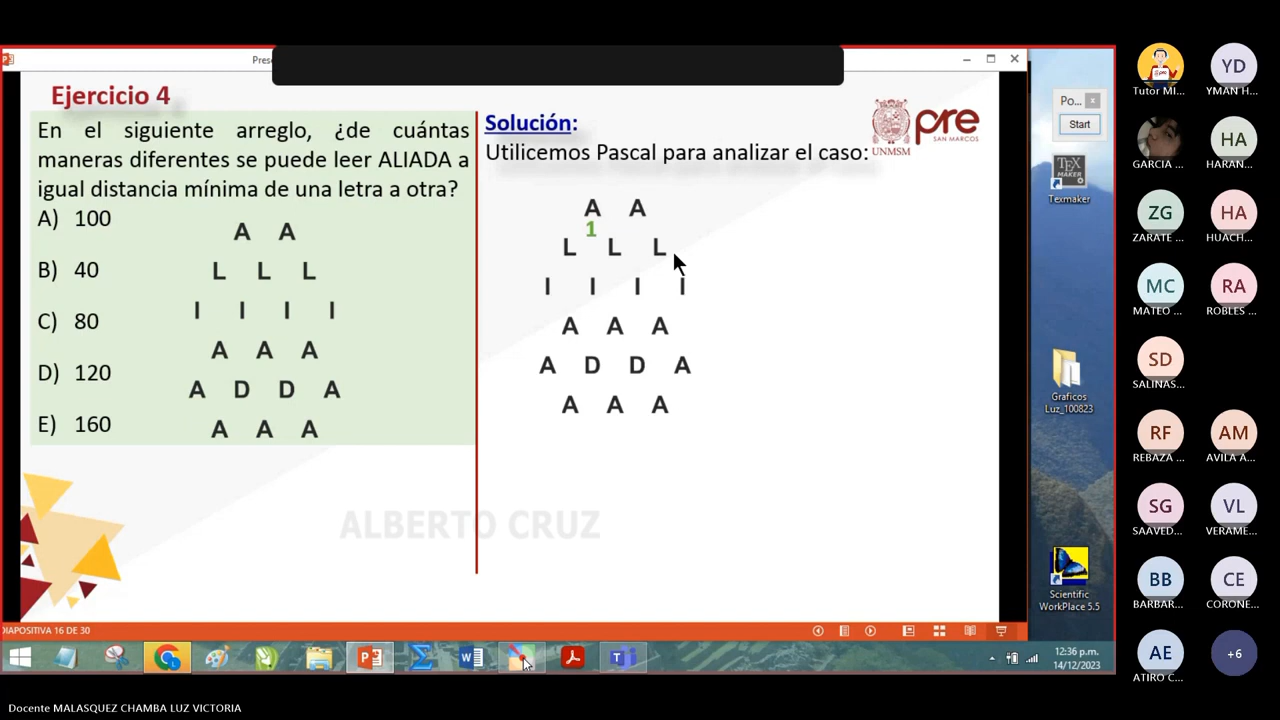 Prese
Ejercicio 4
En el siguiente arreglo, ¿de cuántas
maneras diferentes se puede leer ALIADA a
igual distancia mínima de una letra a otra?
A) 100
B) 40
C) 80
D) 120
E) 160
A A
L L L
I I I I
A A A
A D D A
A A A
Solución:
Utilicemos Pascal para analizar el caso:
UNMSM
pre
SAN MARCOS
A A
1
L L L
I I I I
A A A
A D D A
A A A
ALBERTO CRUZ
DIAPOSITIVA 16 DE 30
Po...
Start
TEX
MAKER
Texmaker
Graficos
Luz_100823
Scientific
WorkPlace 5.5
12:36 p.m.
14/12/2023
Tutor MI...
YD
YMAN H...
GARCIA ...
HA
HARAN...
ZG
ZARATE ...
HA
HUACH...
MC
MATEO ...
RA
ROBLES ...
SD
SALINAS...
RF
REBAZA ...
AM
AVILA A...
SG
SAAVED...
VL
VERAME...
BB
BARBAR...
CE
CORONE...
AE
ATIRO C...
+6
Docente MALASQUEZ CHAMBA LUZ VICTORIA